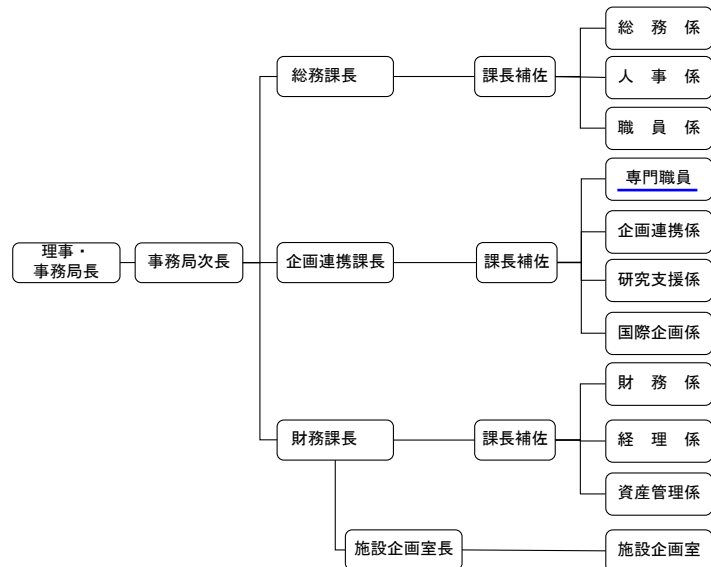 総　務　係
総務課長
課長補佐
人　事　係
職　員　係
専門職員
理事・
事務局長
事務局次長
企画連携課長
課長補佐
企画連携係
研究支援係
国際企画係
財　務　係
財務課長
課長補佐
経　理　係
資産管理係
施設企画室長
施設企画室